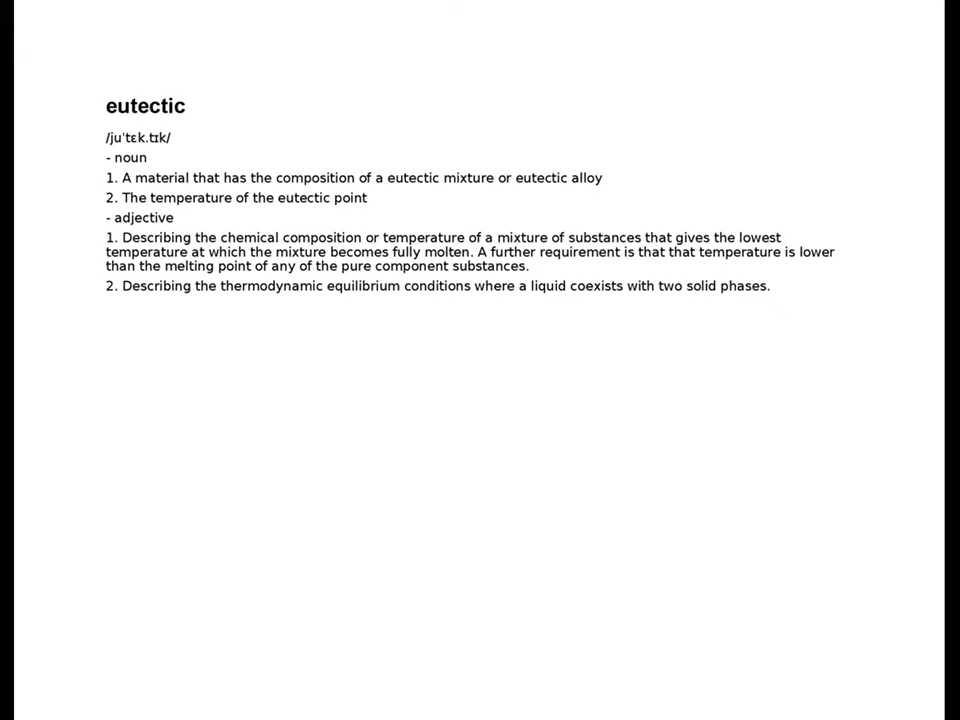 eutectic
/juˈtɛk.tɪk/
- noun
1. A material that has the composition of a eutectic mixture or eutectic alloy
2. The temperature of the eutectic point
- adjective
1. Describing the chemical composition or temperature of a mixture of substances that gives the lowest
temperature at which the mixture becomes fully molten. A further requirement is that that temperature is lower
than the melting point of any of the pure component substances.
2. Describing the thermodynamic equilibrium conditions where a liquid coexists with two solid phases.